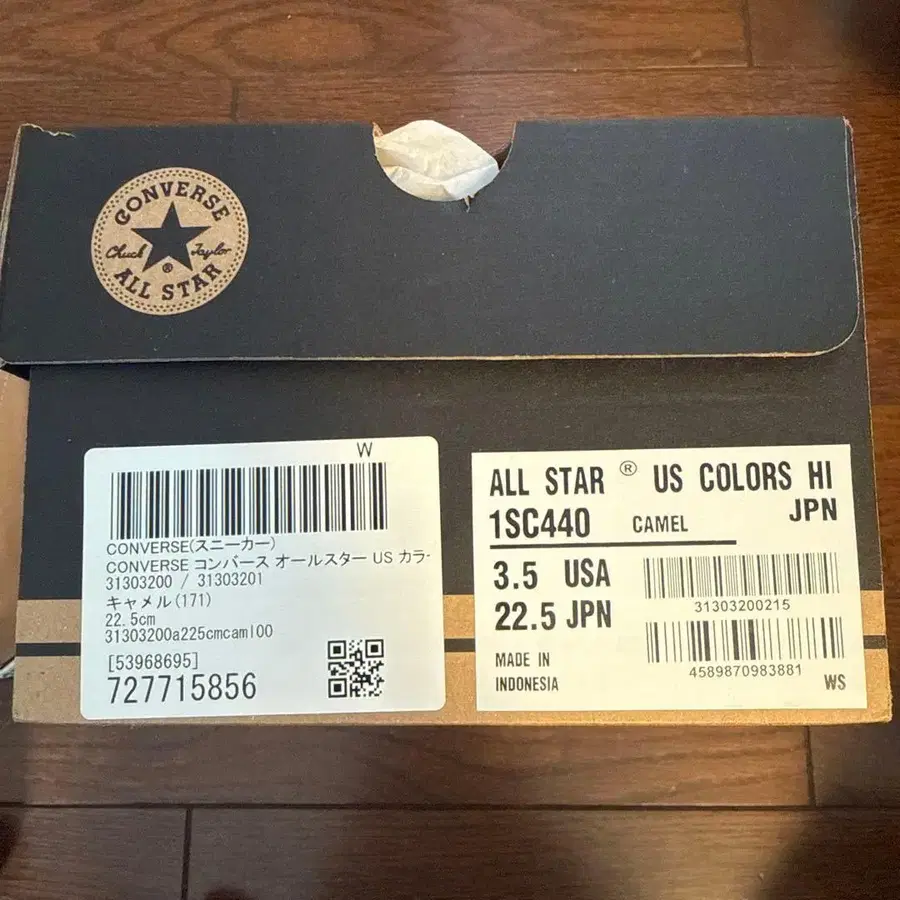 CONVERSE
Chuck Taylor
®
ALL STAR
W
CONVERSE(スニーカー)
CONVERSE コンバース オールスター US カラ-
31303200 / 31303201
キャメル(171)
22.5cm
31303200a225cmcaml00
[53968695]
727715856
ALL STAR ® US COLORS HI
JPN
1SC440 CAMEL
3.5 USA
22.5 JPN
31303200215
4589870983881
MADE IN
INDONESIA
WS